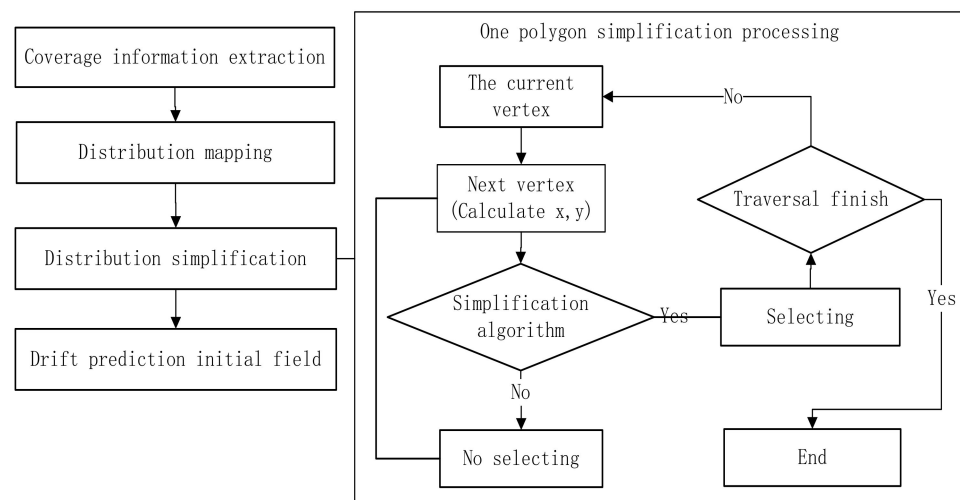 Coverage information extraction
Distribution mapping
Distribution simplification
Drift prediction initial field
One polygon simplification processing
The current
vertex
No
Next vertex
(Calculate x,y)
Traversal finish
Simplification
algorithm
Yes
Selecting
Yes
No
No selecting
End